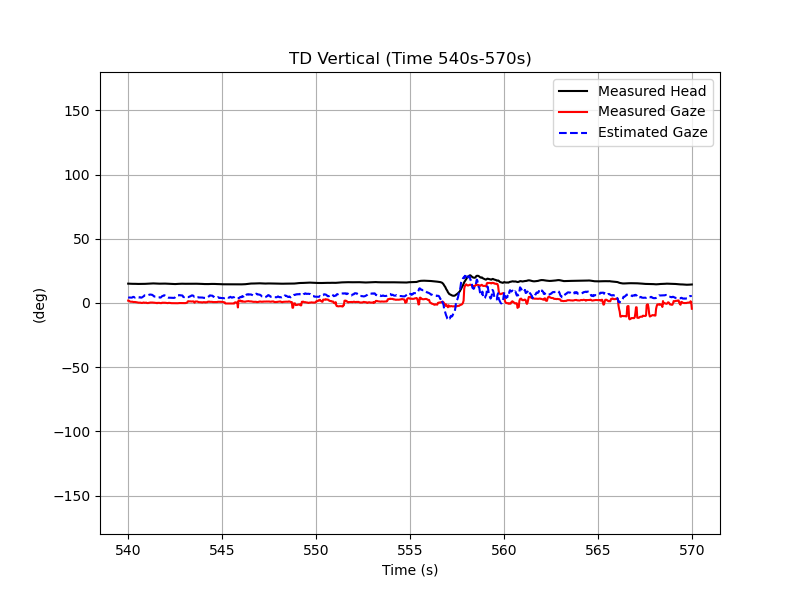 TD Vertical (Time 540s-570s)
Measured Head
Measured Gaze
Estimated Gaze
150
100
50
0
−50
−100
−150
(deg)
540
545
550
555
560
565
570
Time (s)